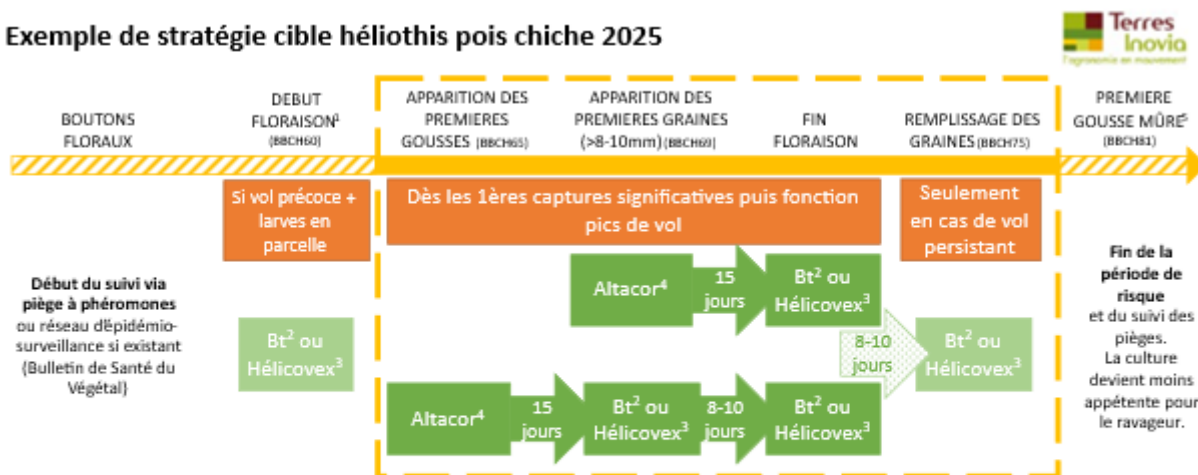 Exemple de stratégie cible héliothis pois chiche 2025
Terres
Inovia
l'agronomie en mouvement
BOUTONS
FLORAUX
DEBUT
FLORAISON¹
(BBCH60)
APPARITION DES
PREMIERES
GOUSSES (BBCH65)
APPARITION DES
PREMIERES GRAINES
(>8-10mm) (BBCH69)
FIN
FLORAISON
REMPLISSAGE DES
GRAINES (BBCH75)
PREMIERE
GOUSSE MÛRE⁵
(BBCH81)
Si vol précoce +
larves en
parcelle
Dès les 1ères captures significatives puis fonction
pics de vol
Seulement
en cas de vol
persistant
Début du suivi via
piège à phéromones
ou réseau d'épidémio-
surveillance si existant
(Bulletin de Santé du
Végétal)
Bt² ou
Hélicovex³
Altacor⁴
15
jours
Bt² ou
Hélicovex³
8-10
jours
Bt² ou
Hélicovex³
Altacor⁴
15
jours
Bt² ou
Hélicovex³
8-10
jours
Bt² ou
Hélicovex³
Fin de la
période de
risque
et du suivi des
pièges.
La culture
devient moins
appétente pour
le ravageur.